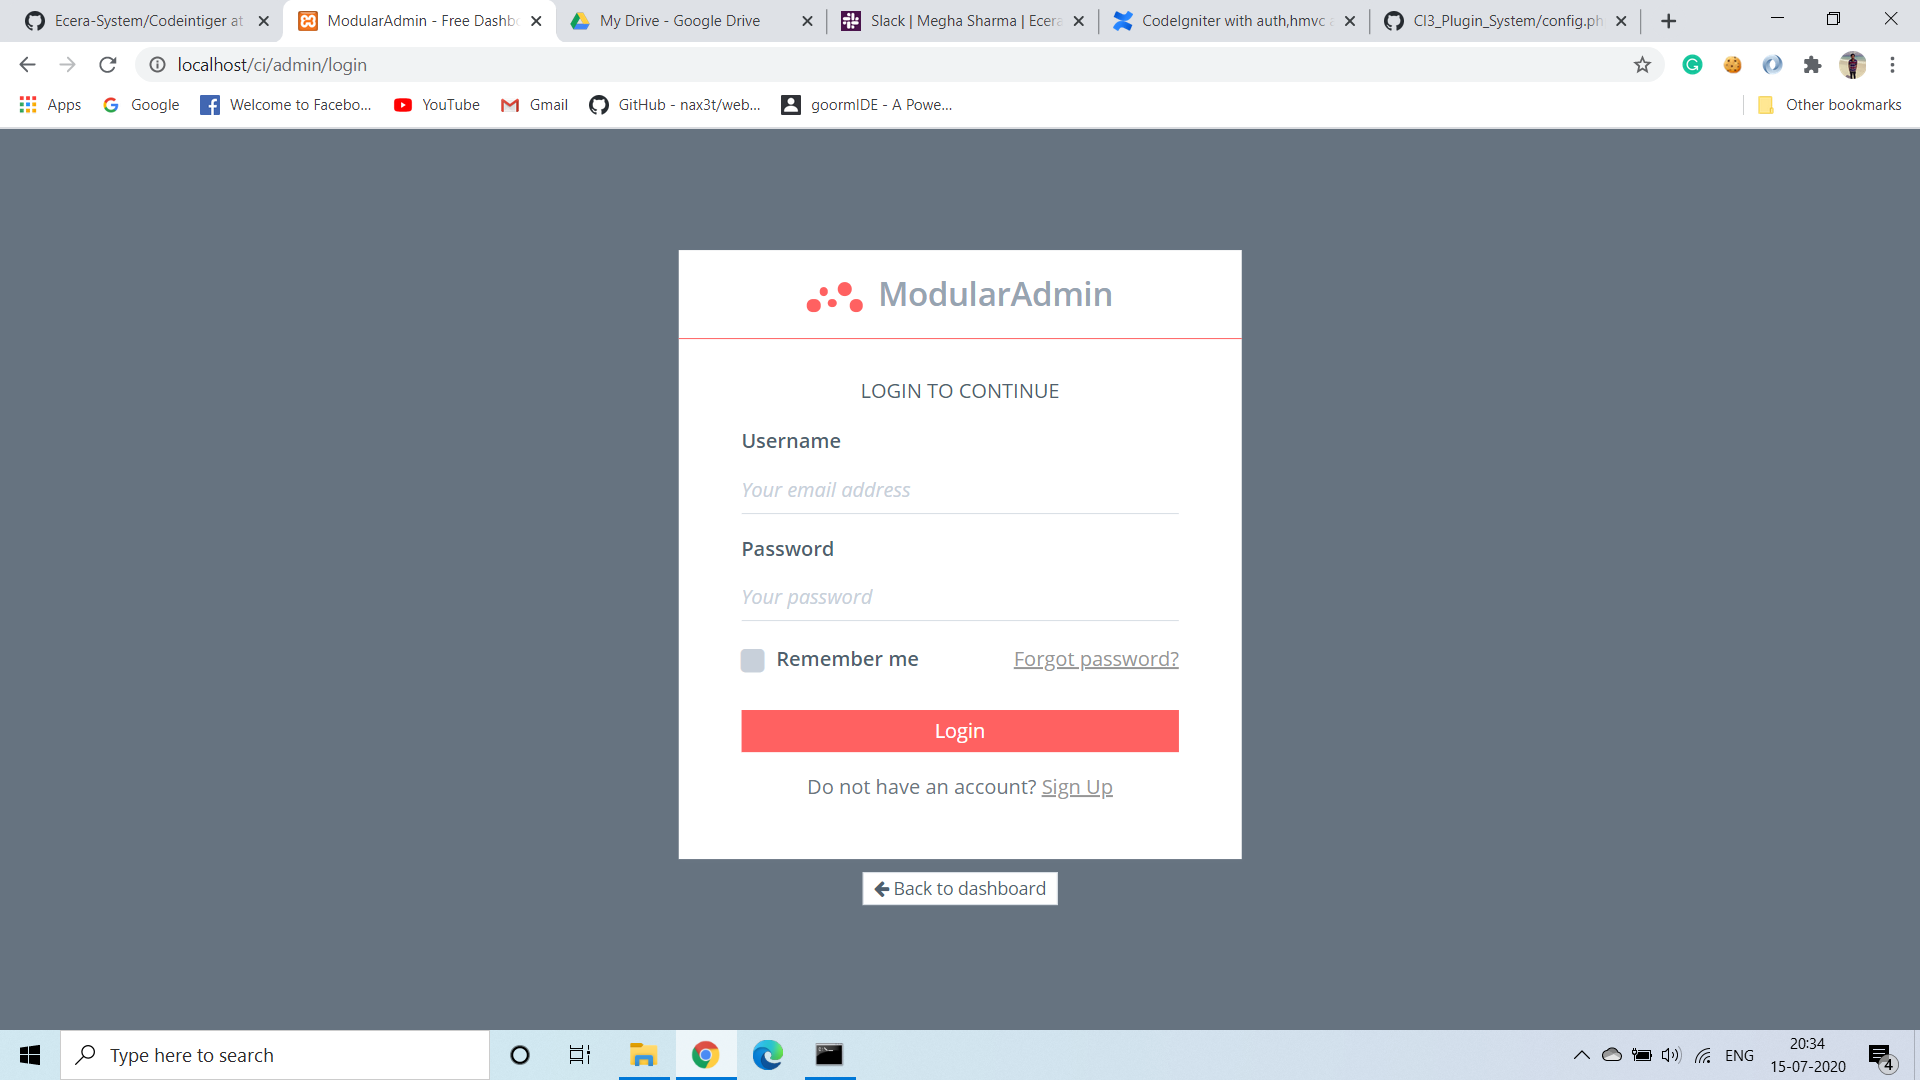 Ecera-System/Codeintiger at
ModularAdmin - Free Dashbo
My Drive - Google Drive
Slack | Megha Sharma | Ecera
CodeIgniter with auth,hmvc a
CI3_Plugin_System/config.ph
localhost/ci/admin/login
Apps
Google
Welcome to Facebo...
YouTube
Gmail
GitHub - nax3t/web...
goormIDE - A Powe...
Other bookmarks
ModularAdmin
LOGIN TO CONTINUE
Username
Your email address
Password
Your password
Remember me
Forgot password?
Login
Do not have an account? Sign Up
Back to dashboard
Type here to search
ENG
20:34
15-07-2020
4